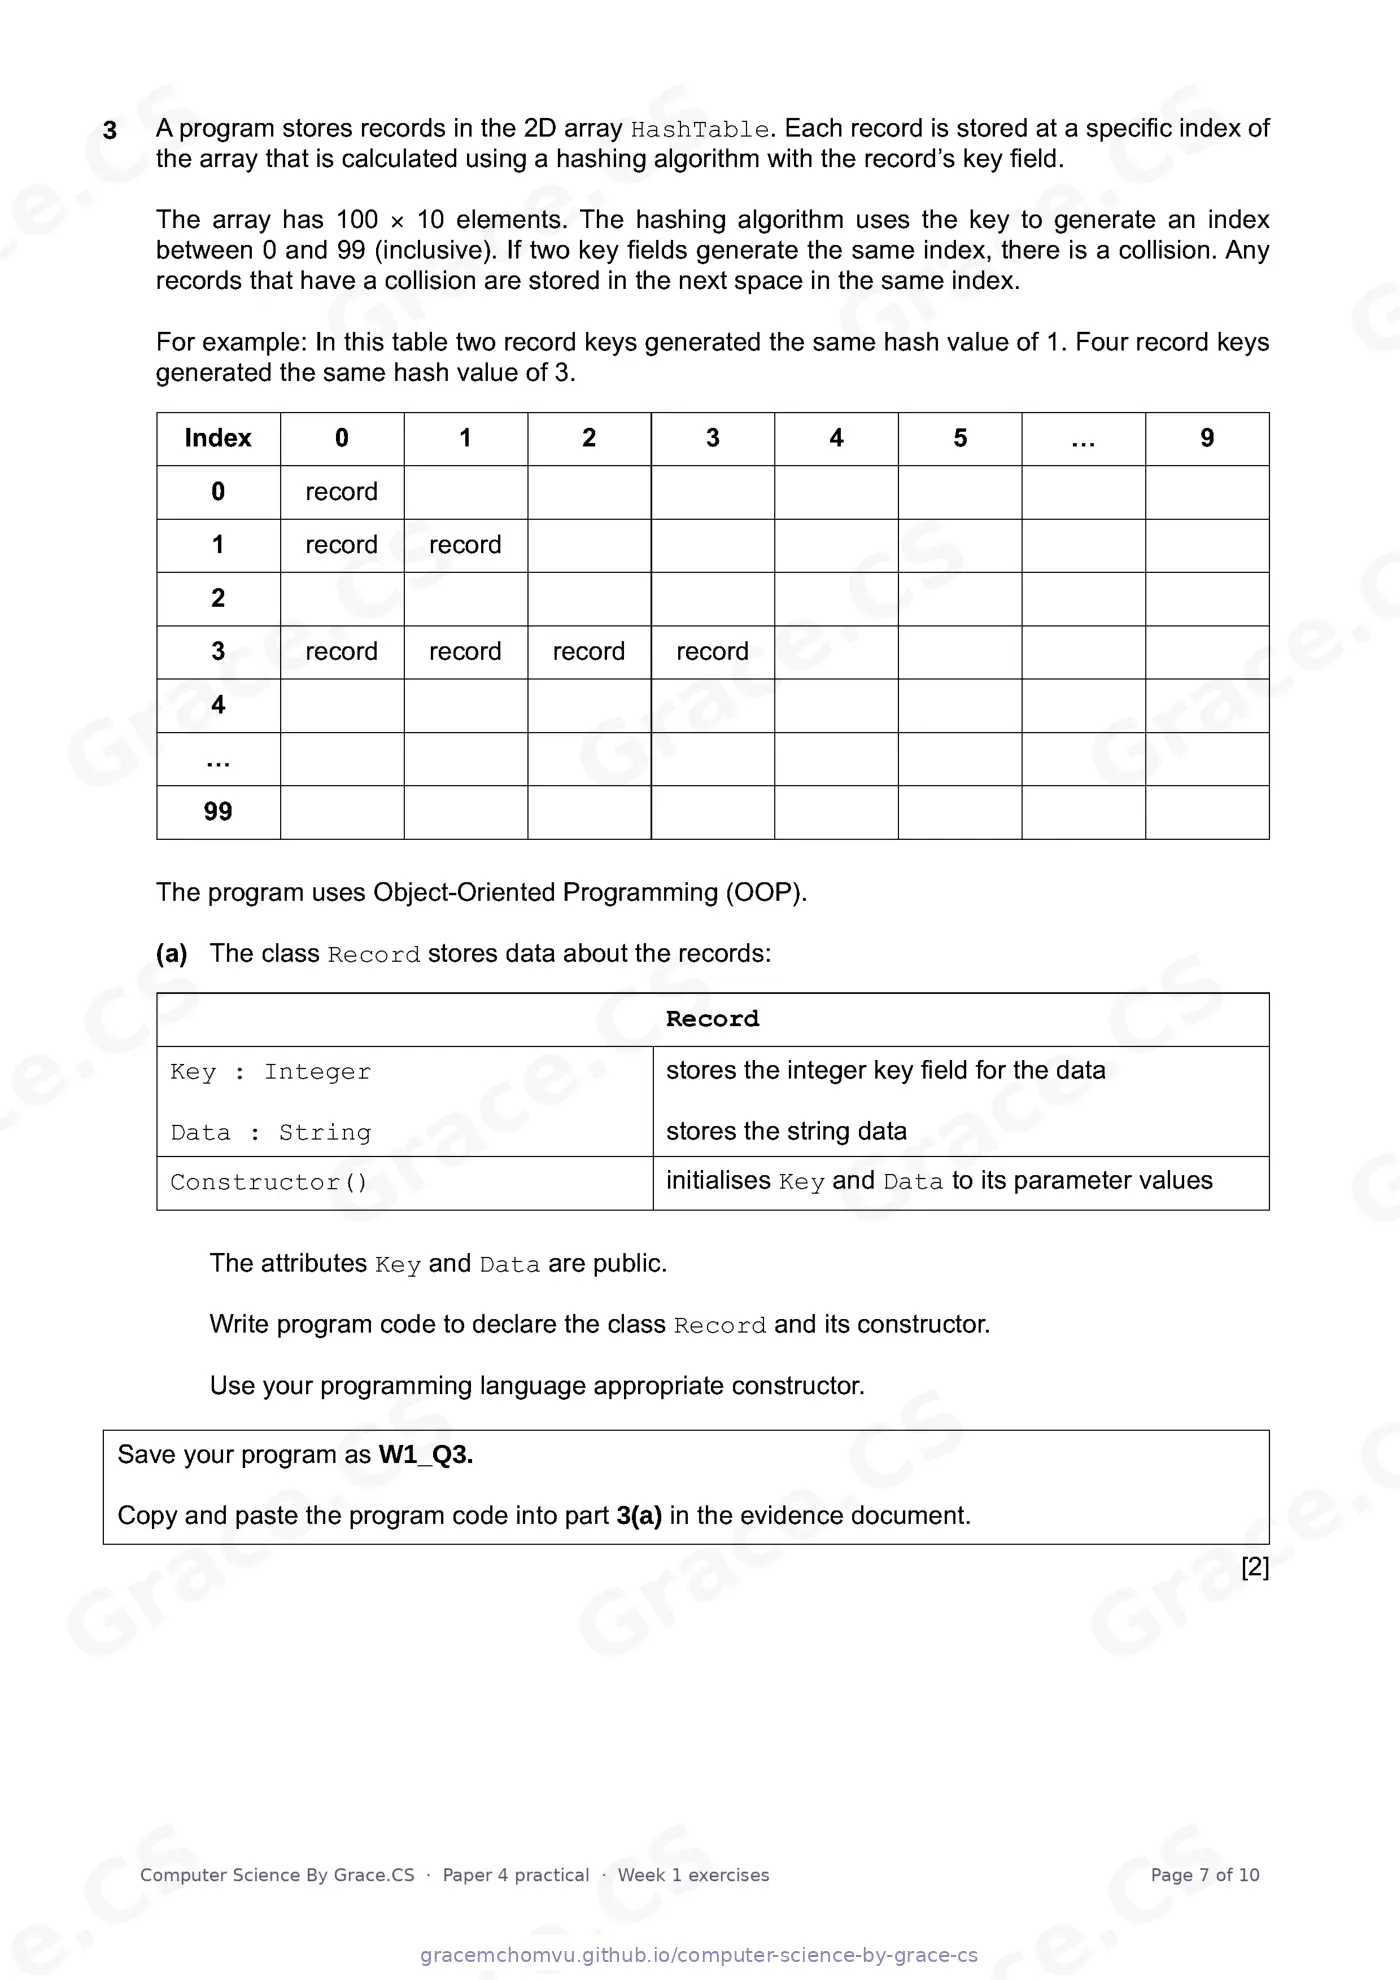 3 A program stores records in the 2D array HashTable. Each record is stored at a specific index of
the array that is calculated using a hashing algorithm with the record's key field.
The array has 100 × 10 elements. The hashing algorithm uses the key to generate an index
between 0 and 99 (inclusive). If two key fields generate the same index, there is a collision. Any
records that have a collision are stored in the next space in the same index.
For example: In this table two record keys generated the same hash value of 1. Four record keys
generated the same hash value of 3.
Index 0 1 2 3 4 5 ... 9
0 record
1 record record
2
3 record record record record
4
...
99
The program uses Object-Oriented Programming (OOP).
(a) The class Record stores data about the records:
Record
Key : Integer stores the integer key field for the data
Data : String stores the string data
Constructor() initialises Key and Data to its parameter values
The attributes Key and Data are public.
Write program code to declare the class Record and its constructor.
Use your programming language appropriate constructor.
Save your program as W1_Q3.
Copy and paste the program code into part 3(a) in the evidence document.
[2]
Computer Science By Grace.CS · Paper 4 practical · Week 1 exercises Page 7 of 10
gracemchomvu.github.io/computer-science-by-grace-cs